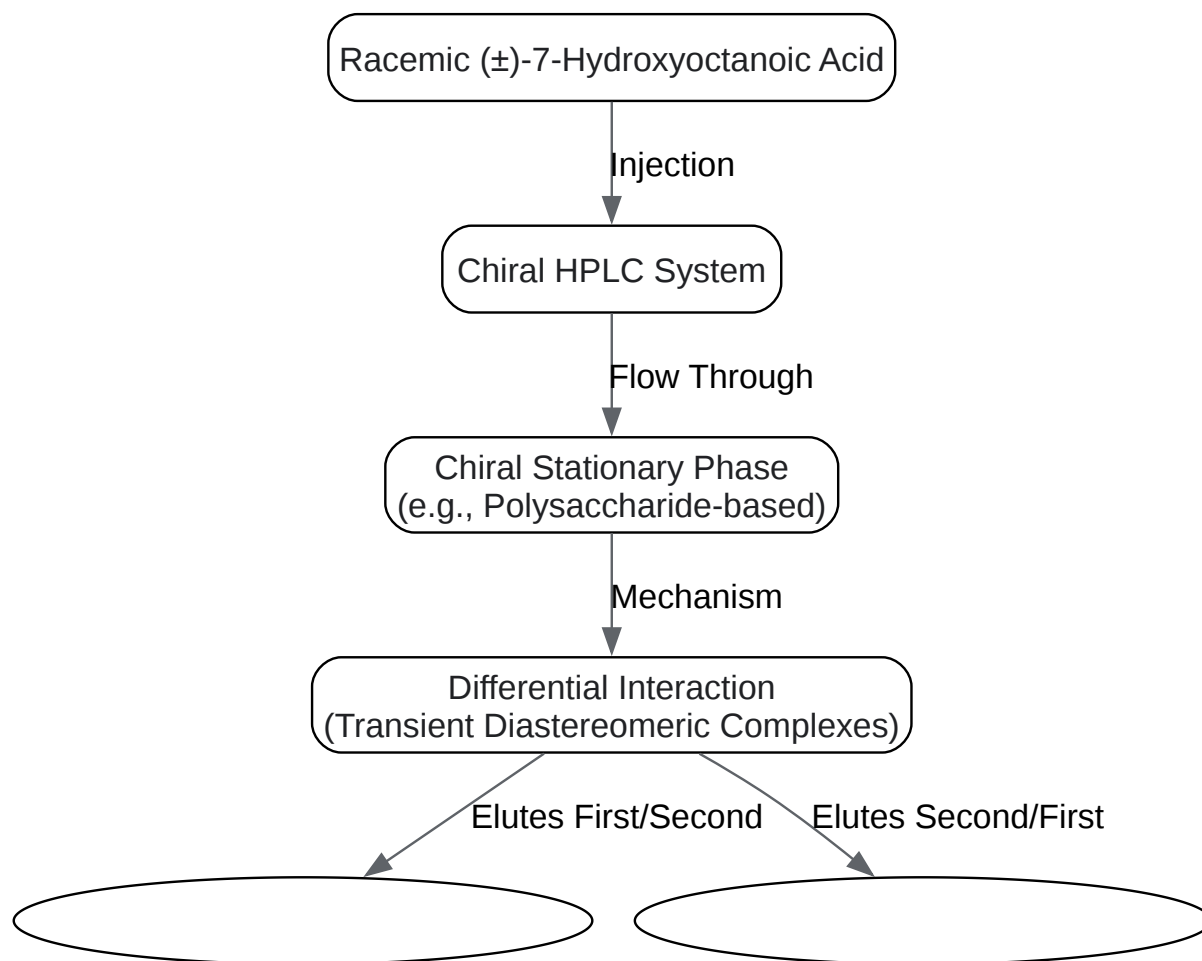 Racemic (±)-7-Hydroxyoctanoic Acid
Injection
Chiral HPLC System
Flow Through
Chiral Stationary Phase
(e.g., Polysaccharide-based)
Mechanism
Differential Interaction
(Transient Diastereomeric Complexes)
Elutes First/Second
Elutes Second/First